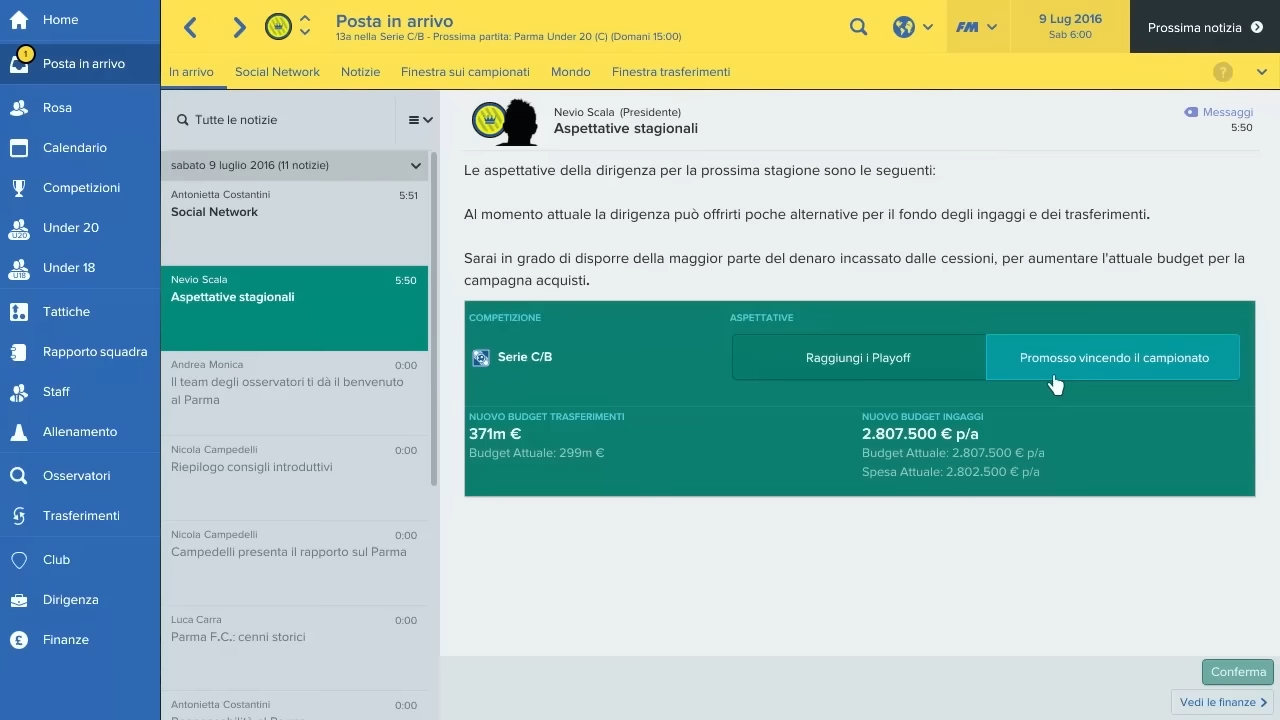 Home
1
Posta in arrivo
Rosa
Calendario
Competizioni
U20
Under 20
U18
Under 18
Tattiche
Rapporto squadra
Staff
Allenamento
Osservatori
Trasferimenti
Club
Dirigenza
Finanze
Posta in arrivo
13a nella Serie C/B - Prossima partita: Parma Under 20 (C) (Domani 15:00)
FM
9 Lug 2016
Sab 6:00
Prossima notizia
In arrivo
Social Network
Notizie
Finestra sui campionati
Mondo
Finestra trasferimenti
?
Tutte le notizie
sabato 9 luglio 2016 (11 notizie)
Antonietta Costantini 5:51
Social Network
Nevio Scala 5:50
Aspettative stagionali
Andrea Monica 0:00
Il team degli osservatori ti dà il benvenuto
al Parma
Nicola Campedelli 0:00
Riepilogo consigli introduttivi
Nicola Campedelli 0:00
Campedelli presenta il rapporto sul Parma
Luca Carra 0:00
Parma F.C.: cenni storici
Antonietta Costantini 0:00
Nevio Scala (Presidente)
Aspettative stagionali
Messaggi
5:50
Le aspettative della dirigenza per la prossima stagione sono le seguenti:
Al momento attuale la dirigenza può offrirti poche alternative per il fondo degli ingaggi e dei trasferimenti.
Sarai in grado di disporre della maggior parte del denaro incassato dalle cessioni, per aumentare l'attuale budget per la
campagna acquisti.
COMPETIZIONE
ASPETTATIVE
Serie C/B
Raggiungi i Playoff
Promosso vincendo il campionato
NUOVO BUDGET TRASFERIMENTI
371m €
Budget Attuale: 299m €
NUOVO BUDGET INGAGGI
2.807.500 € p/a
Budget Attuale: 2.807.500 € p/a
Spesa Attuale: 2.802.500 € p/a
Conferma
Vedi le finanze